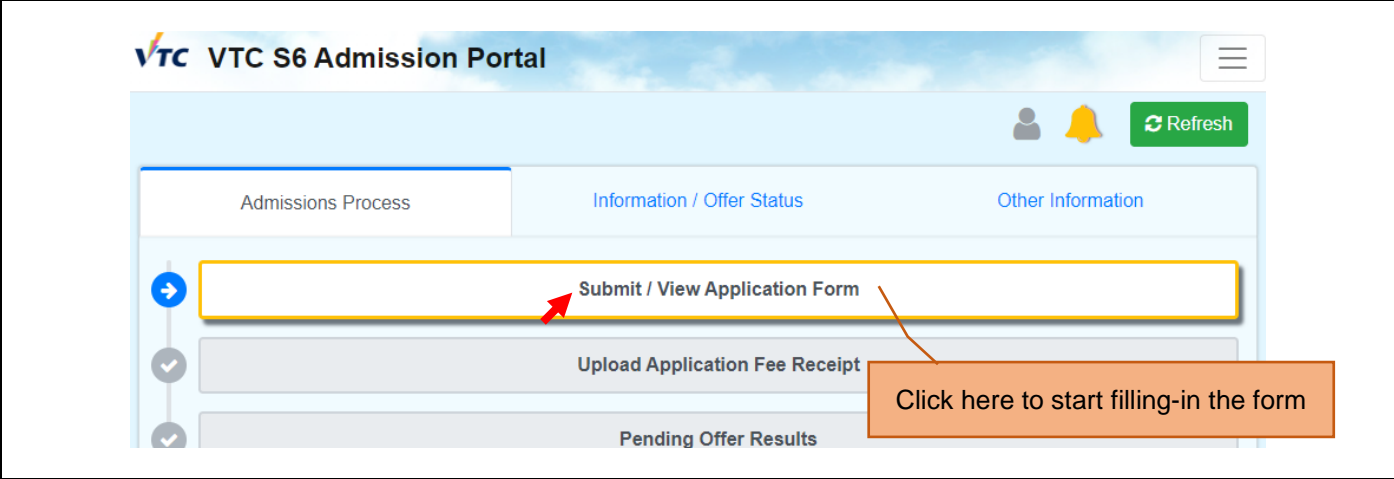 VTC VTC S6 Admission Portal
Refresh
Admissions Process
Information / Offer Status
Other Information
Submit / View Application Form
Upload Application Fee Receipt
Click here to start filling-in the form
Pending Offer Results